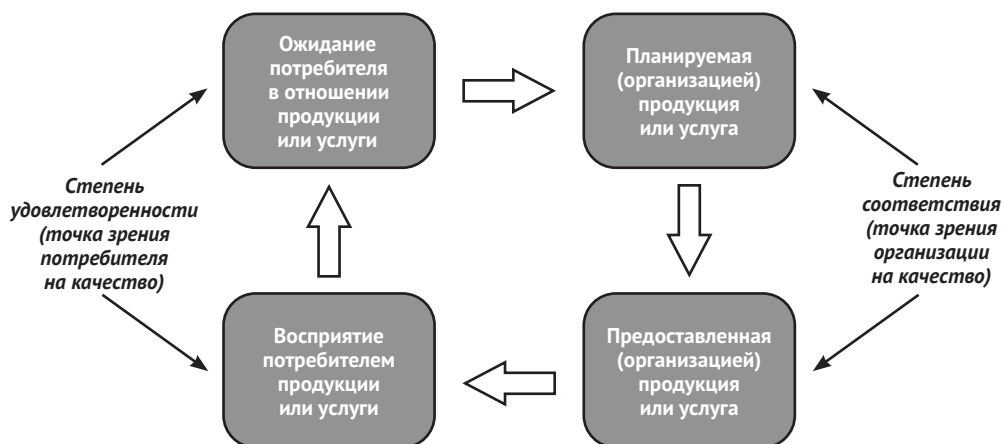 Ожидание
потребителя
в отношении
продукции
или услуги
Планируемая
(организацией)
продукция
или услуга
Степень
удовлетворенности
(точка зрения
потребителя
на качество)
Степень
соответствия
(точка зрения
организации
на качество)
Восприятие
потребителем
продукции
или услуги
Предоставленная
(организацией)
продукция
или услуга